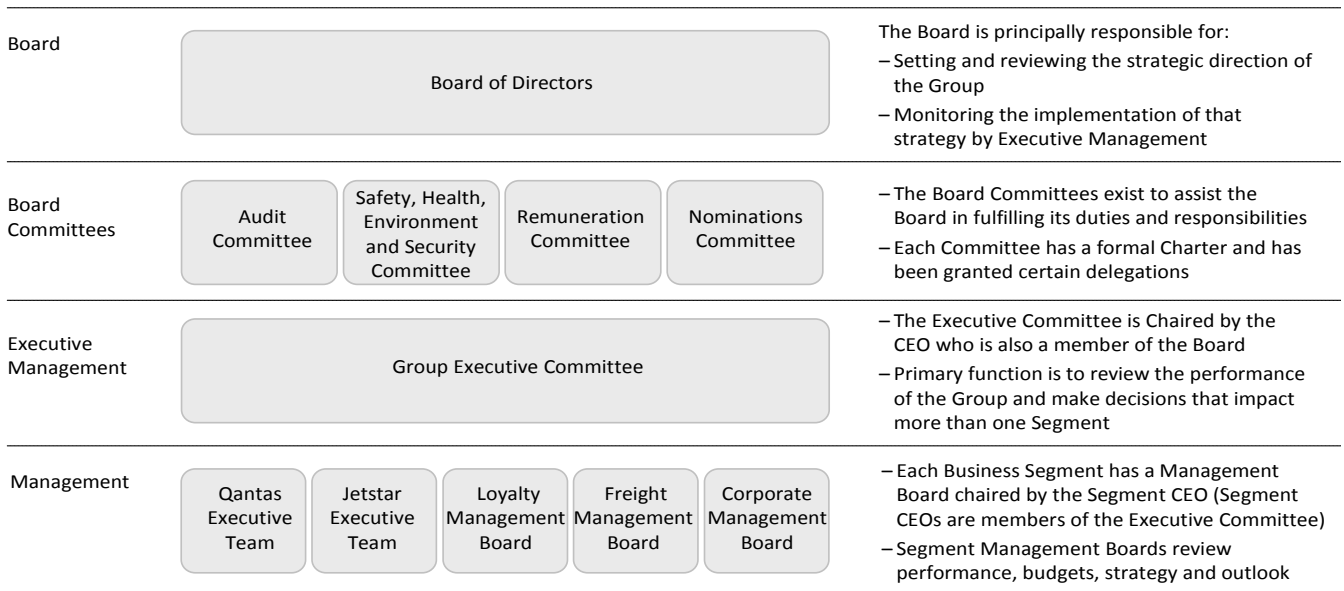 Board
Board of Directors
The Board is principally responsible for:
– Setting and reviewing the strategic direction of
the Group
– Monitoring the implementation of that
strategy by Executive Management
Board
Committees
Audit
Committee
Safety, Health,
Environment
and Security
Committee
Remuneration
Committee
Nominations
Committee
– The Board Committees exist to assist the
Board in fulfilling its duties and responsibilities
– Each Committee has a formal Charter and has
been granted certain delegations
Executive
Management
Group Executive Committee
– The Executive Committee is Chaired by the
CEO who is also a member of the Board
– Primary function is to review the performance
of the Group and make decisions that impact
more than one Segment
Management
Qantas
Executive
Team
Jetstar
Executive
Team
Loyalty
Management
Board
Freight
Management
Board
Corporate
Management
Board
– Each Business Segment has a Management
Board chaired by the Segment CEO (Segment
CEOs are members of the Executive Committee)
– Segment Management Boards review
performance, budgets, strategy and outlook